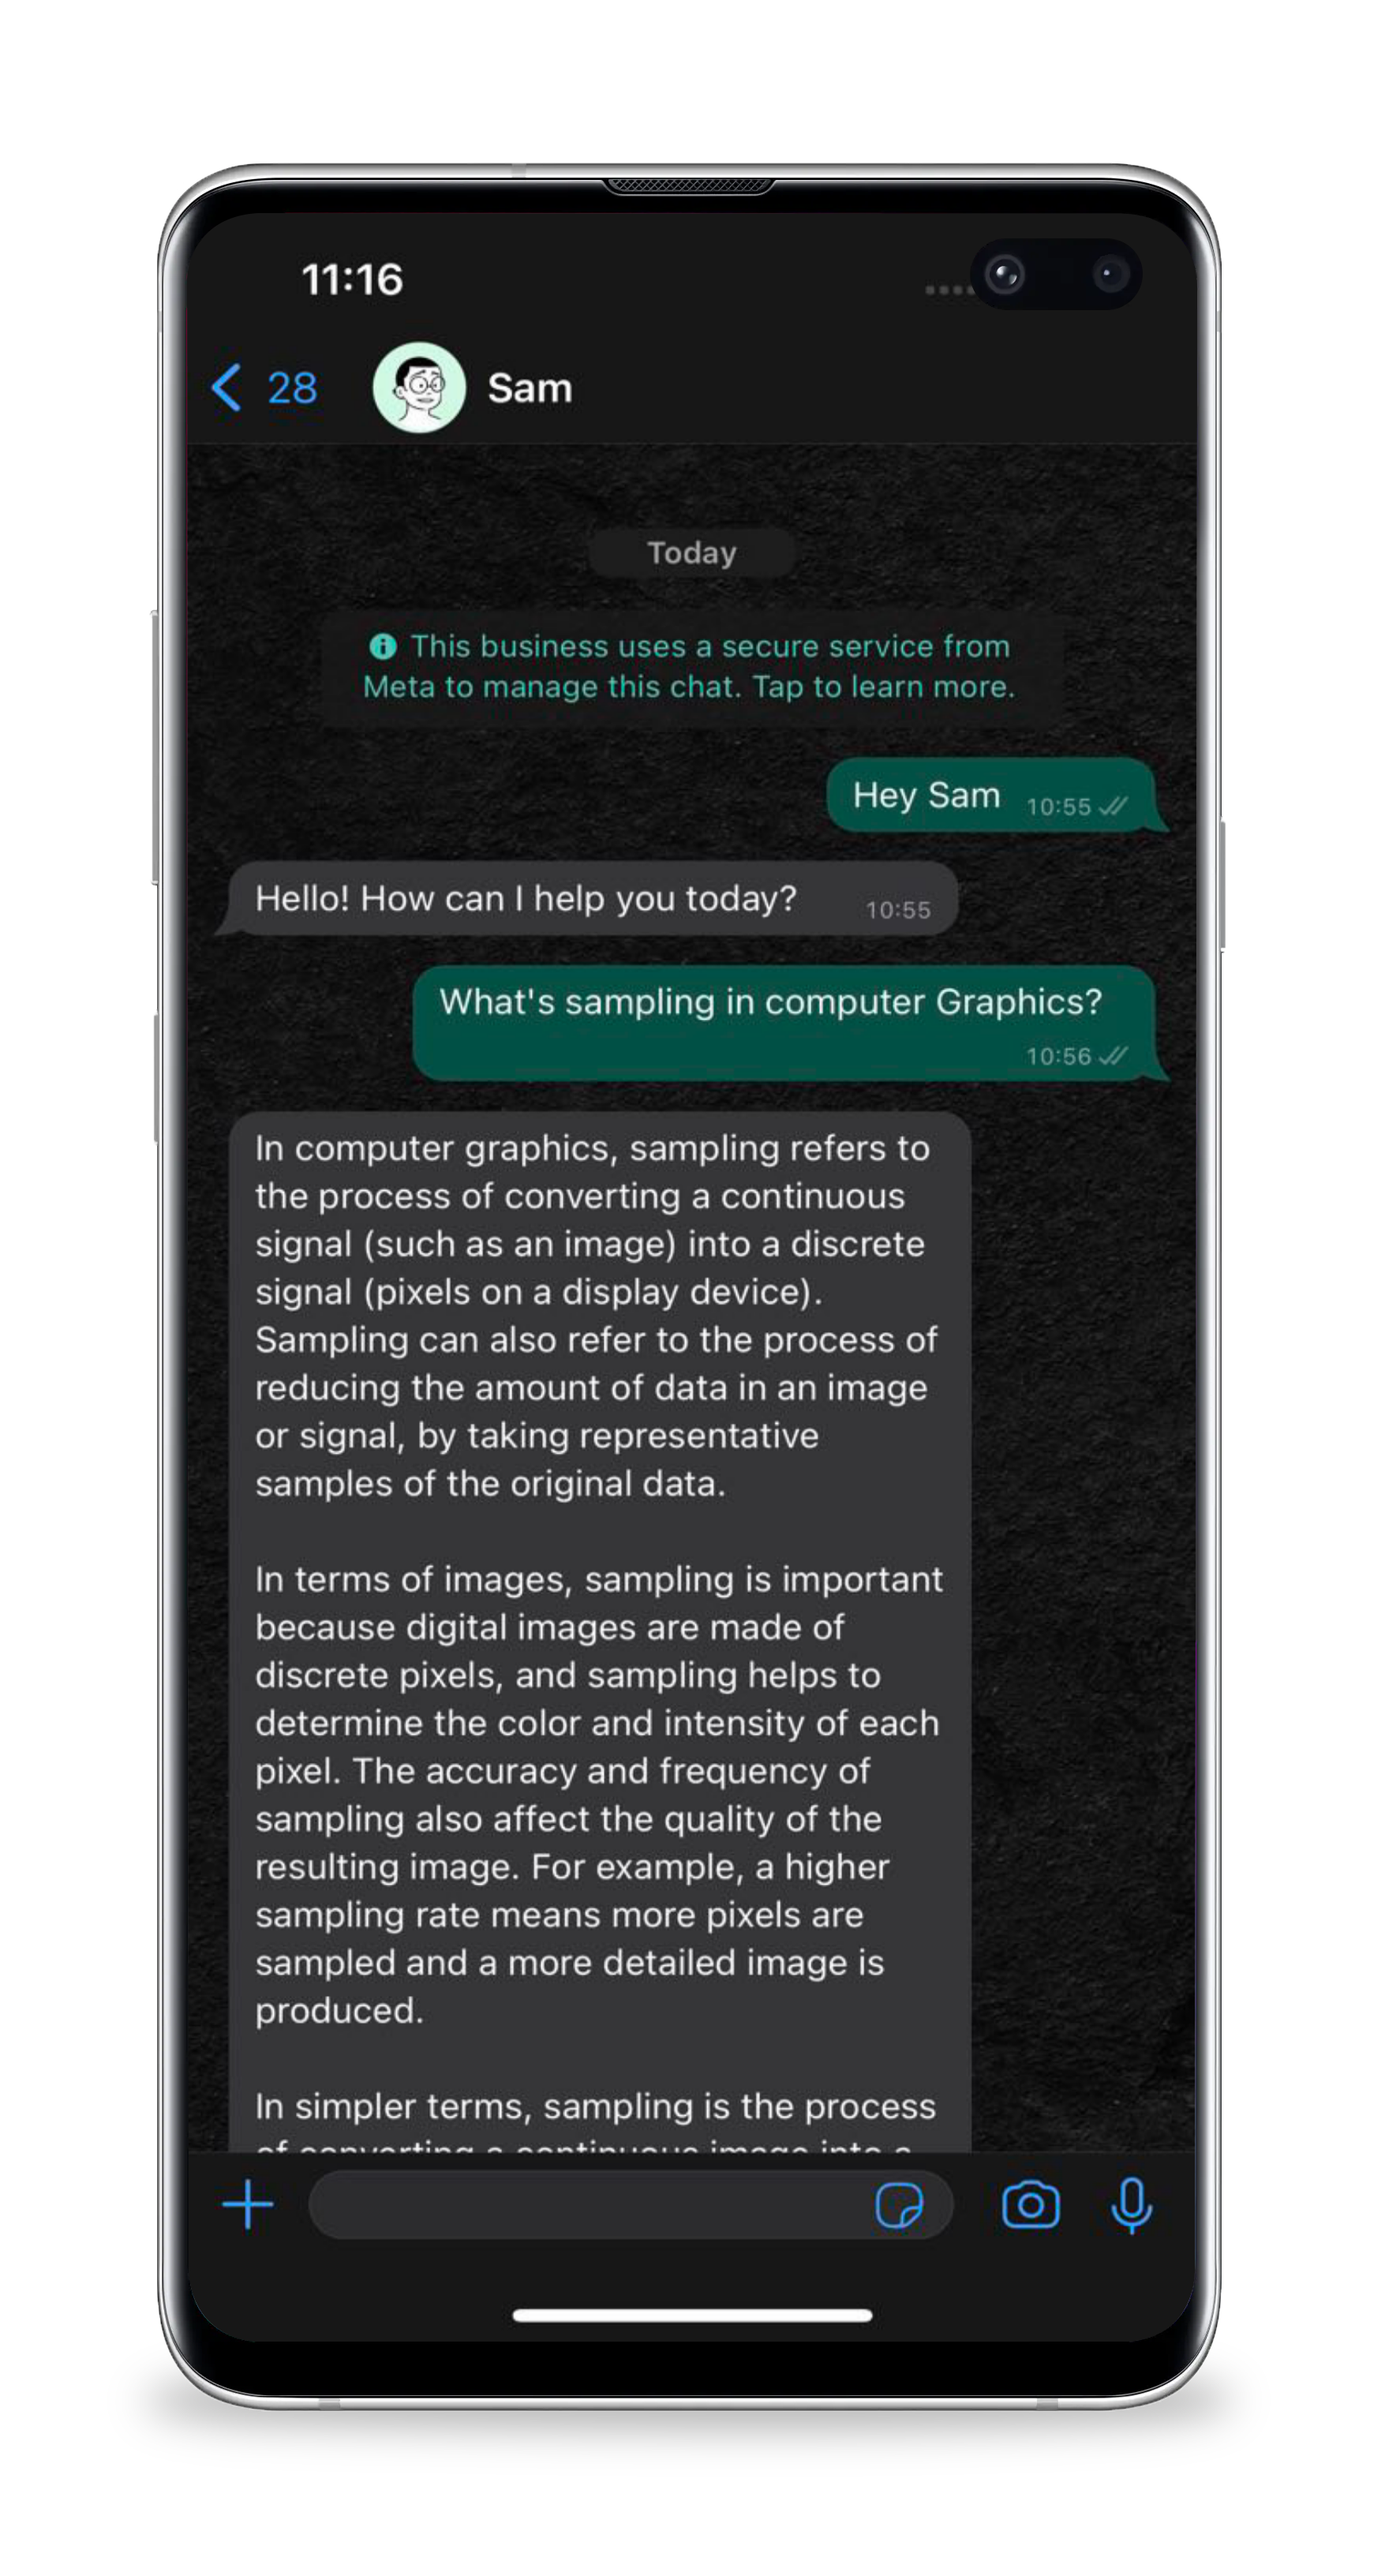 11:16
28 Sam
Today
This business uses a secure service from
Meta to manage this chat. Tap to learn more.
Hey Sam 10:55
Hello! How can I help you today? 10:55
What's sampling in computer Graphics?
10:56
In computer graphics, sampling refers to
the process of converting a continuous
signal (such as an image) into a discrete
signal (pixels on a display device).
Sampling can also refer to the process of
reducing the amount of data in an image
or signal, by taking representative
samples of the original data.
In terms of images, sampling is important
because digital images are made of
discrete pixels, and sampling helps to
determine the color and intensity of each
pixel. The accuracy and frequency of
sampling also affect the quality of the
resulting image. For example, a higher
sampling rate means more pixels are
sampled and a more detailed image is
produced.
In simpler terms, sampling is the process
of converting a continuous image into a